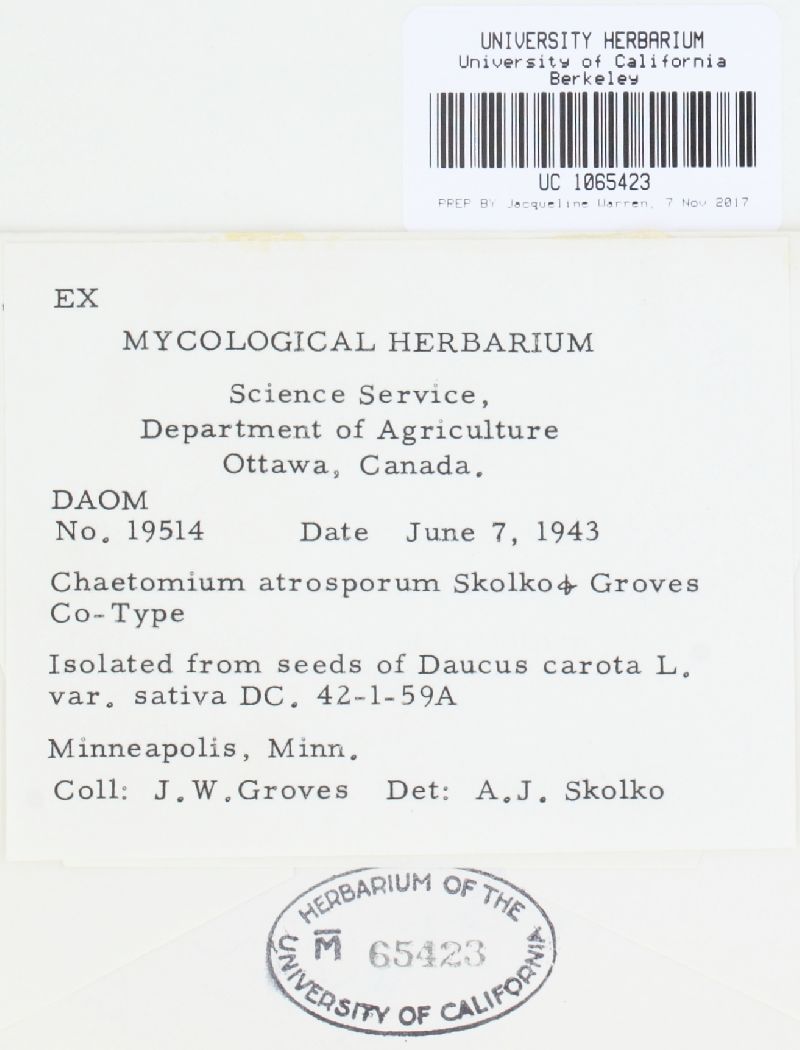 UNIVERSITY HERBARIUM
University of California
Berkeley
UC 1065423
PREP BY Jacqueline Warren, 7 Nov 2017
EX
MYCOLOGICAL HERBARIUM
Science Service,
Department of Agriculture
Ottawa, Canada.
DAOM
No. 19514 Date June 7, 1943
Chaetomium atrosporum Skolko & Groves
Co-Type
Isolated from seeds of Daucus carota L.
var. sativa DC. 42-1-59A
Minneapolis, Minn.
Coll: J.W.Groves Det: A.J. Skolko
HERBARIUM OF THE
M̅ 65423
UNIVERSITY OF CALIFORNIA